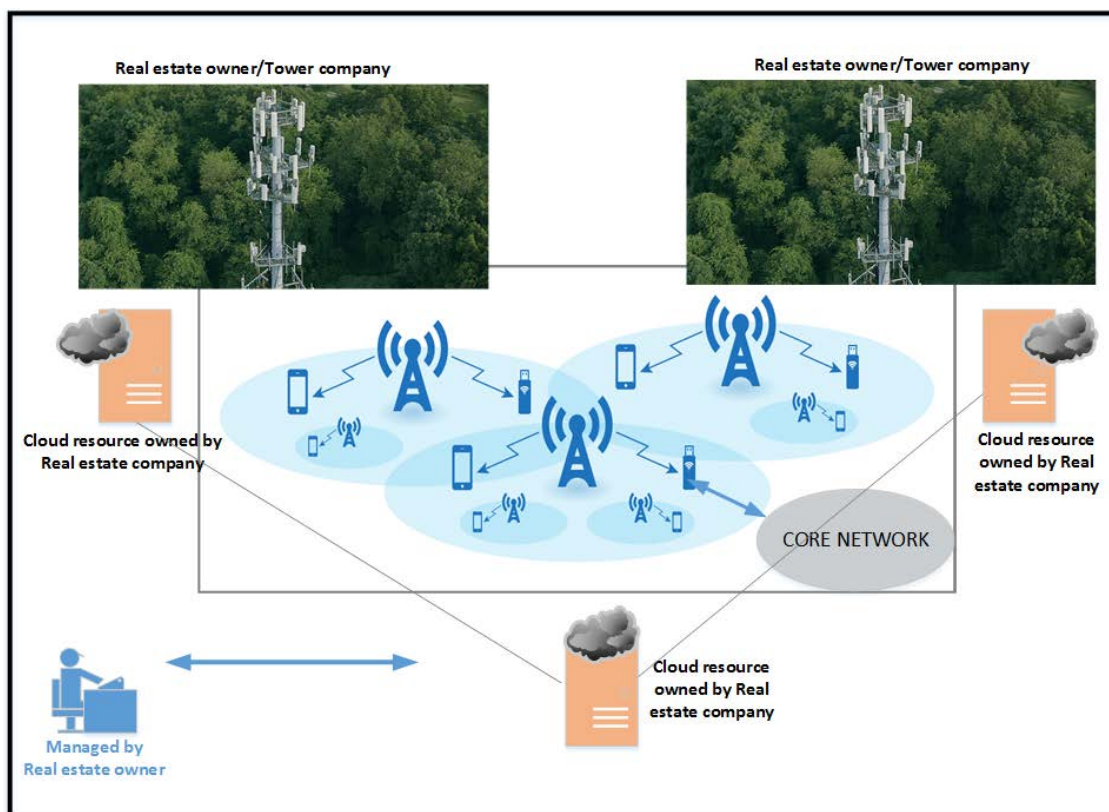 Real estate owner/Tower company
Real estate owner/Tower company
Cloud resource owned by
Real estate company
Cloud resource
owned by Real
estate company
CORE NETWORK
Cloud resource
owned by Real
estate company
Managed by
Real estate owner